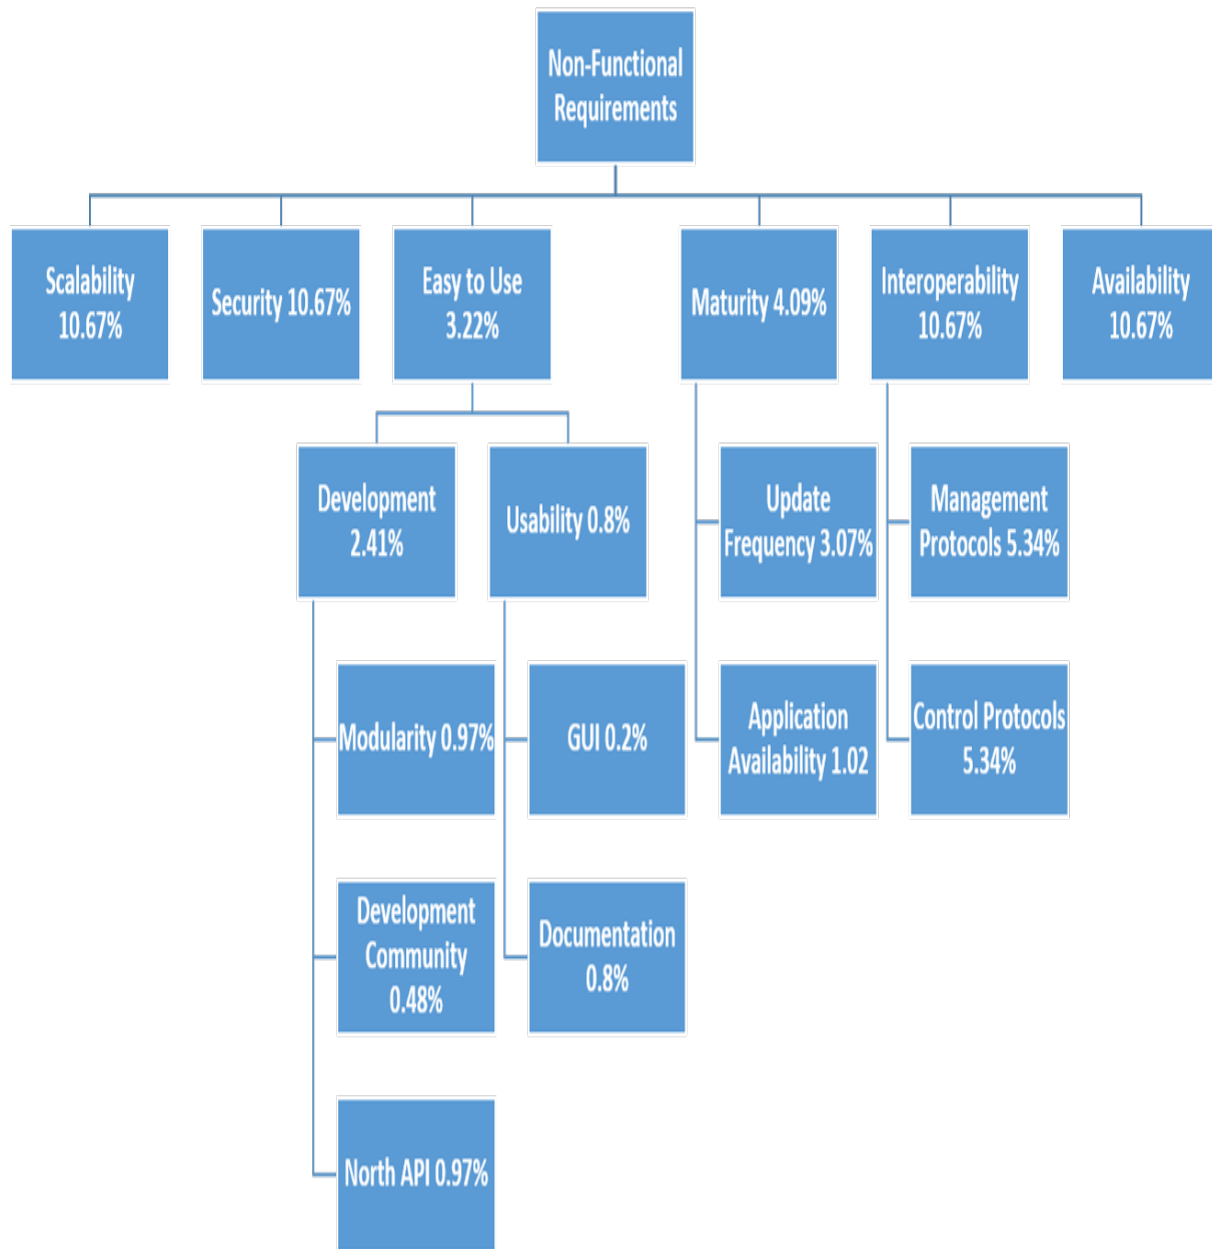 Non-Functional
Requirements
Scalability
10.67%
Security 10.67%
Easy to Use
3.22%
Maturity 4.09%
Interoperability
10.67%
Availability
10.67%
Development
2.41%
Usability 0.8%
Update
Frequency 3.07%
Management
Protocols 5.34%
Modularity 0.97%
GUI 0.2%
Application
Availability 1.02
Control Protocols
5.34%
Development
Community
0.48%
Documentation
0.8%
North API 0.97%